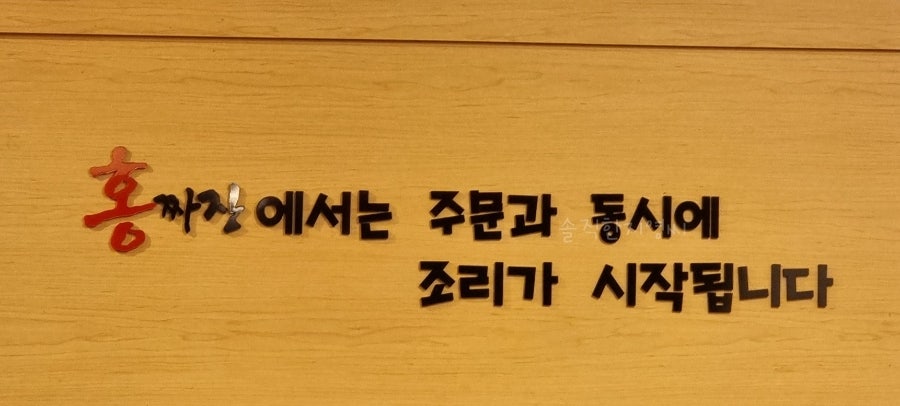 홍짜장에서는 주문과 동시에
조리가 시작됩니다